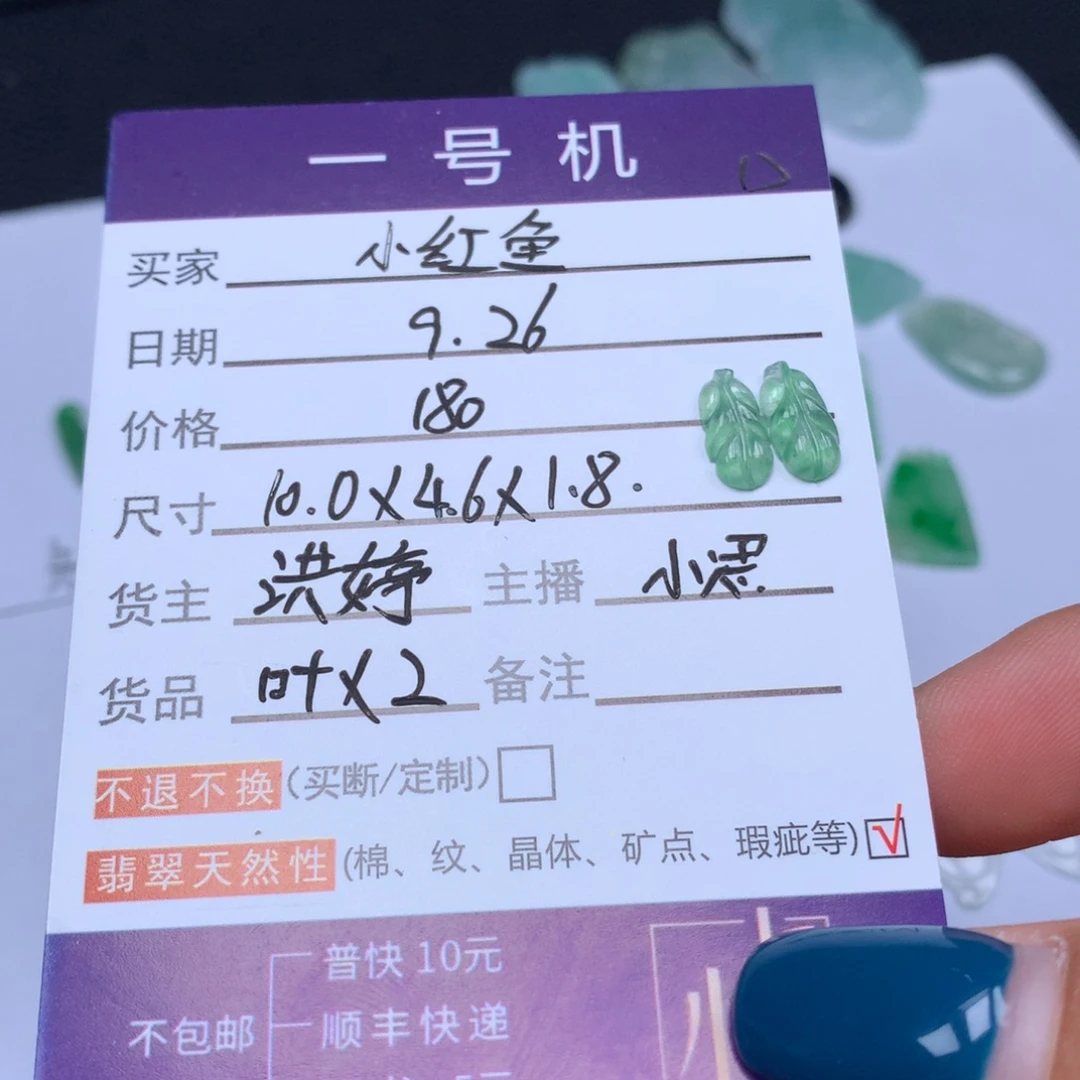 一号机
买家 小红鱼
日期 9.26
价格 180
尺寸 10.0X4.6X1.8.
货主 洪婷 主播 小
货品 叶X2 备注
不退不换(买断/定制)
翡翠天然性(棉、纹、晶体、矿点、瑕疵等)√
普快10元
不包邮 顺丰快递